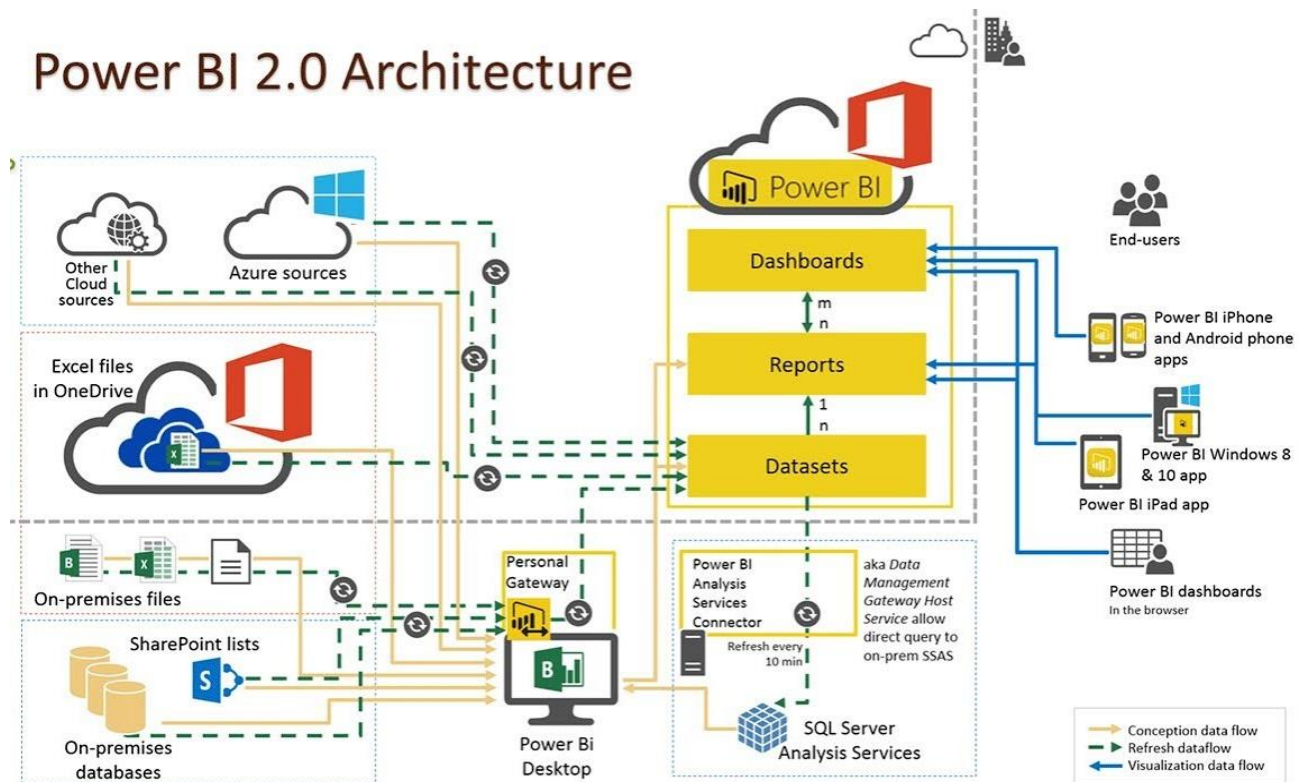 Power BI 2.0 Architecture
Power BI
Other
Cloud
sources
Azure sources
Excel files
in OneDrive
X
Dashboards
m
n
Reports
1
n
Datasets
End-users
Power BI iPhone
and Android phone
apps
Power BI Windows 8
& 10 app
Power BI iPad app
Power BI dashboards
In the browser
B
X
On-premises files
SharePoint lists
S
On-premises
databases
Personal
Gateway
B
Power Bi
Desktop
Power BI
Analysis
Services
Connector
Refresh every
10 min
aka Data
Management
Gateway Host
Service allow
direct query to
on-prem SSAS
SQL Server
Analysis Services
Conception data flow
Refresh dataflow
Visualization data flow